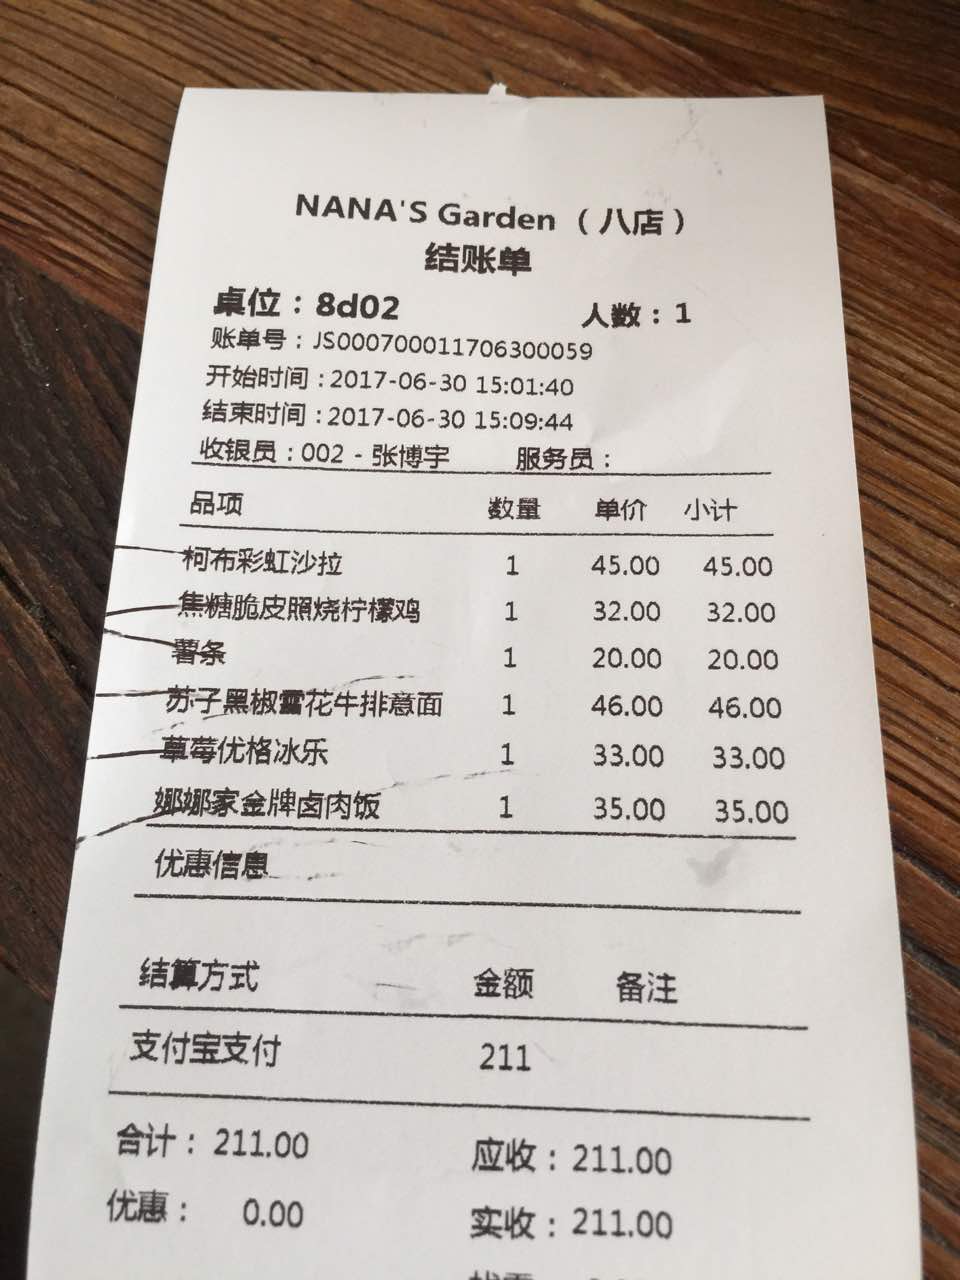 NANA'S Garden （八店）
结账单
桌位：8d02 人数：1
账单号：JS000700011706300059
开始时间：2017-06-30 15:01:40
结束时间：2017-06-30 15:09:44
收银员：002 - 张博宇 服务员：
品项 数量 单价 小计
柯布彩虹沙拉 1 45.00 45.00
焦糖脆皮照烧柠檬鸡 1 32.00 32.00
薯条 1 20.00 20.00
苏子黑椒雪花牛排意面 1 46.00 46.00
草莓优格冰乐 1 33.00 33.00
娜娜家金牌卤肉饭 1 35.00 35.00
优惠信息
结算方式 金额 备注
支付宝支付 211
合计：211.00 应收：211.00
优惠： 0.00 实收：211.00